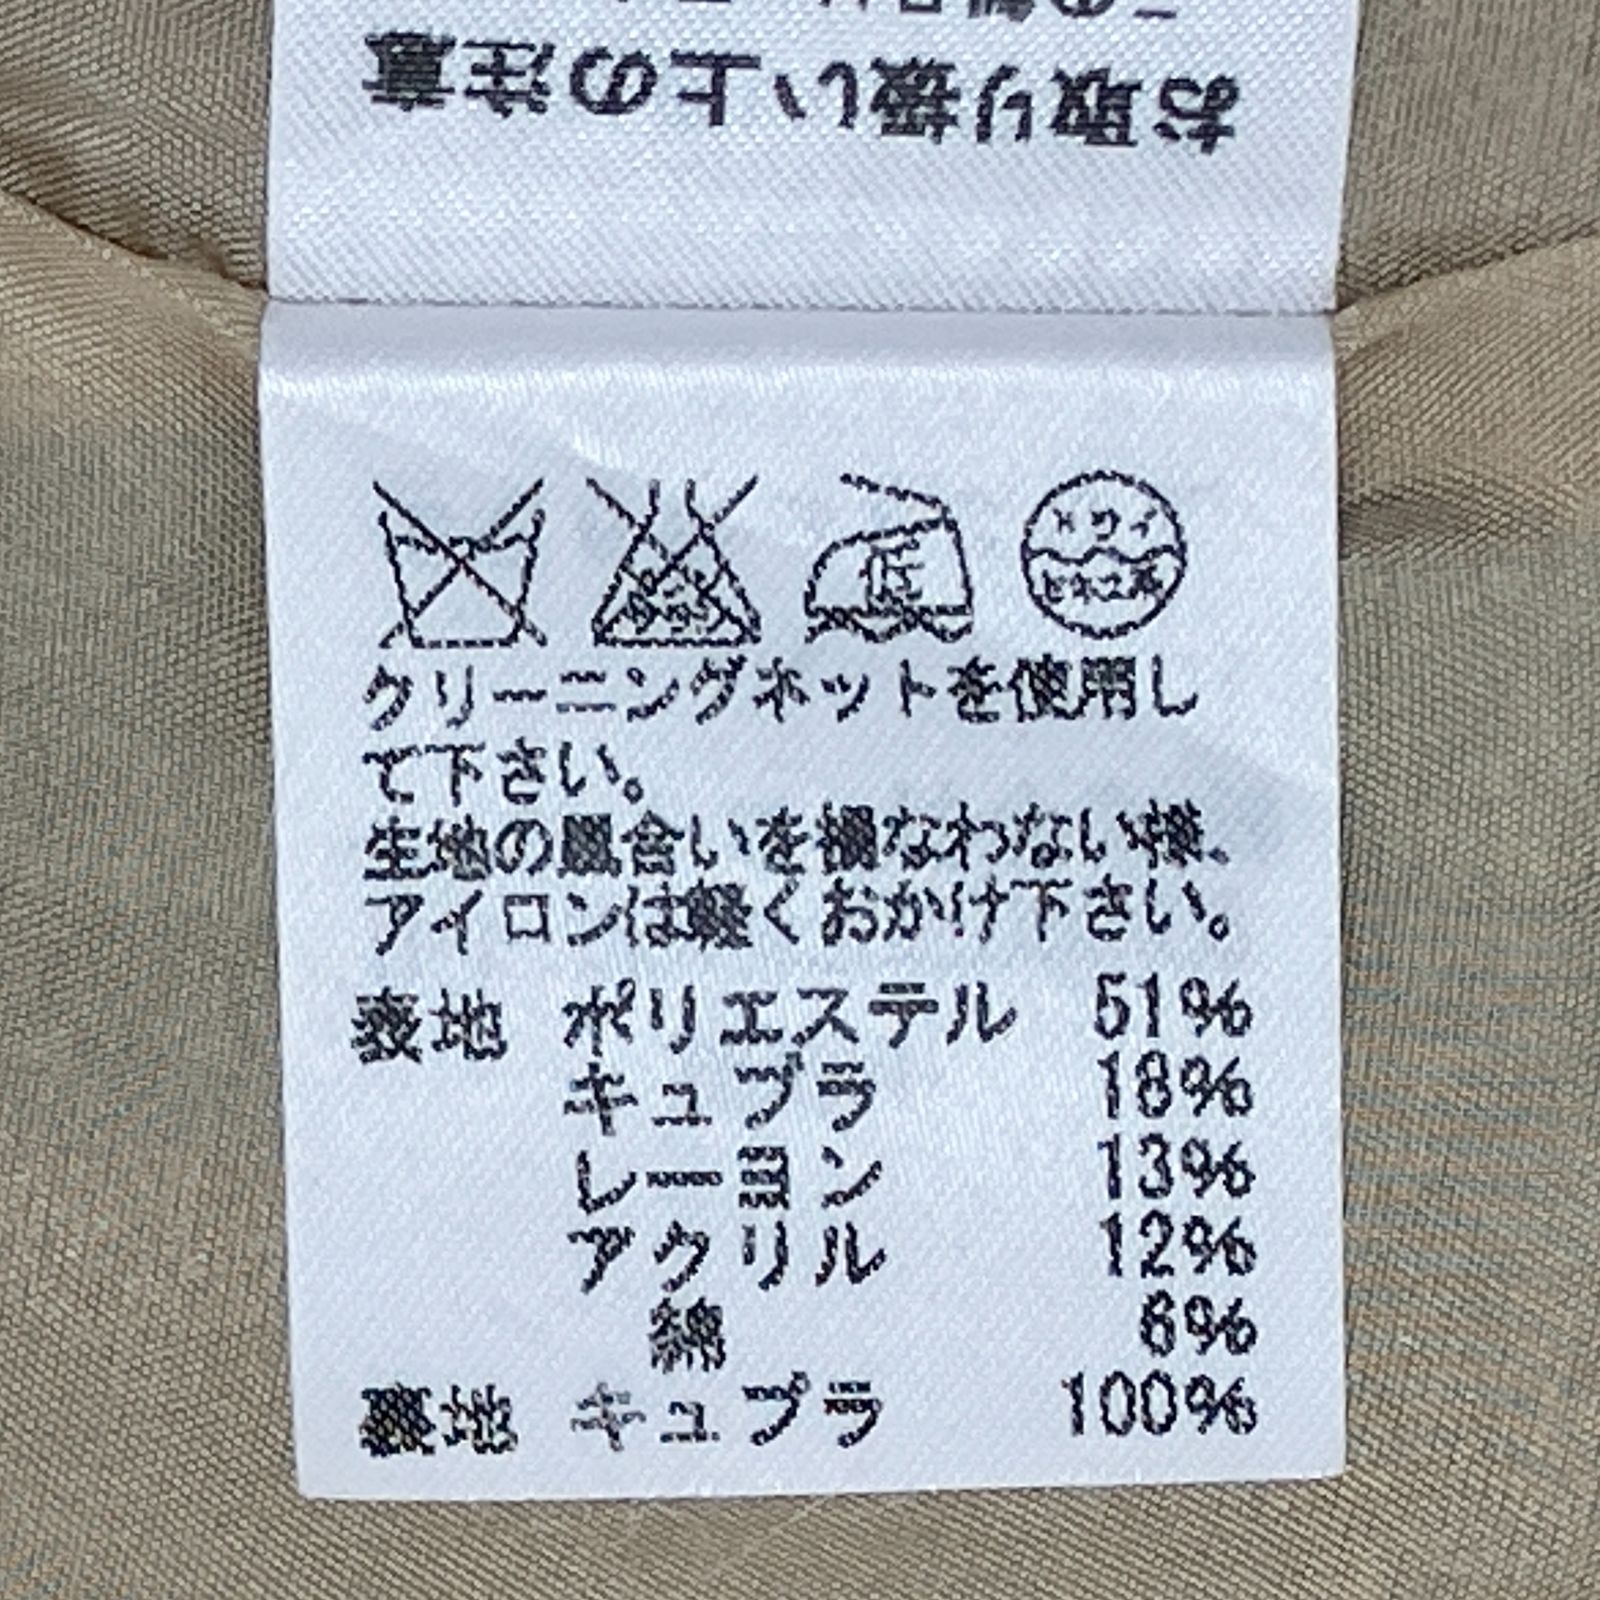 お取り扱い上の注意
ドライ
セキユ系
低
クリーニングネットを使用し
て下さい。
生地の風合いを損なわない様、
アイロンは軽くおかけ下さい。
表地 ポリエステル 51%
キュプラ 18%
レーヨン 13%
アクリル 12%
綿 6%
裏地 キュプラ 100%